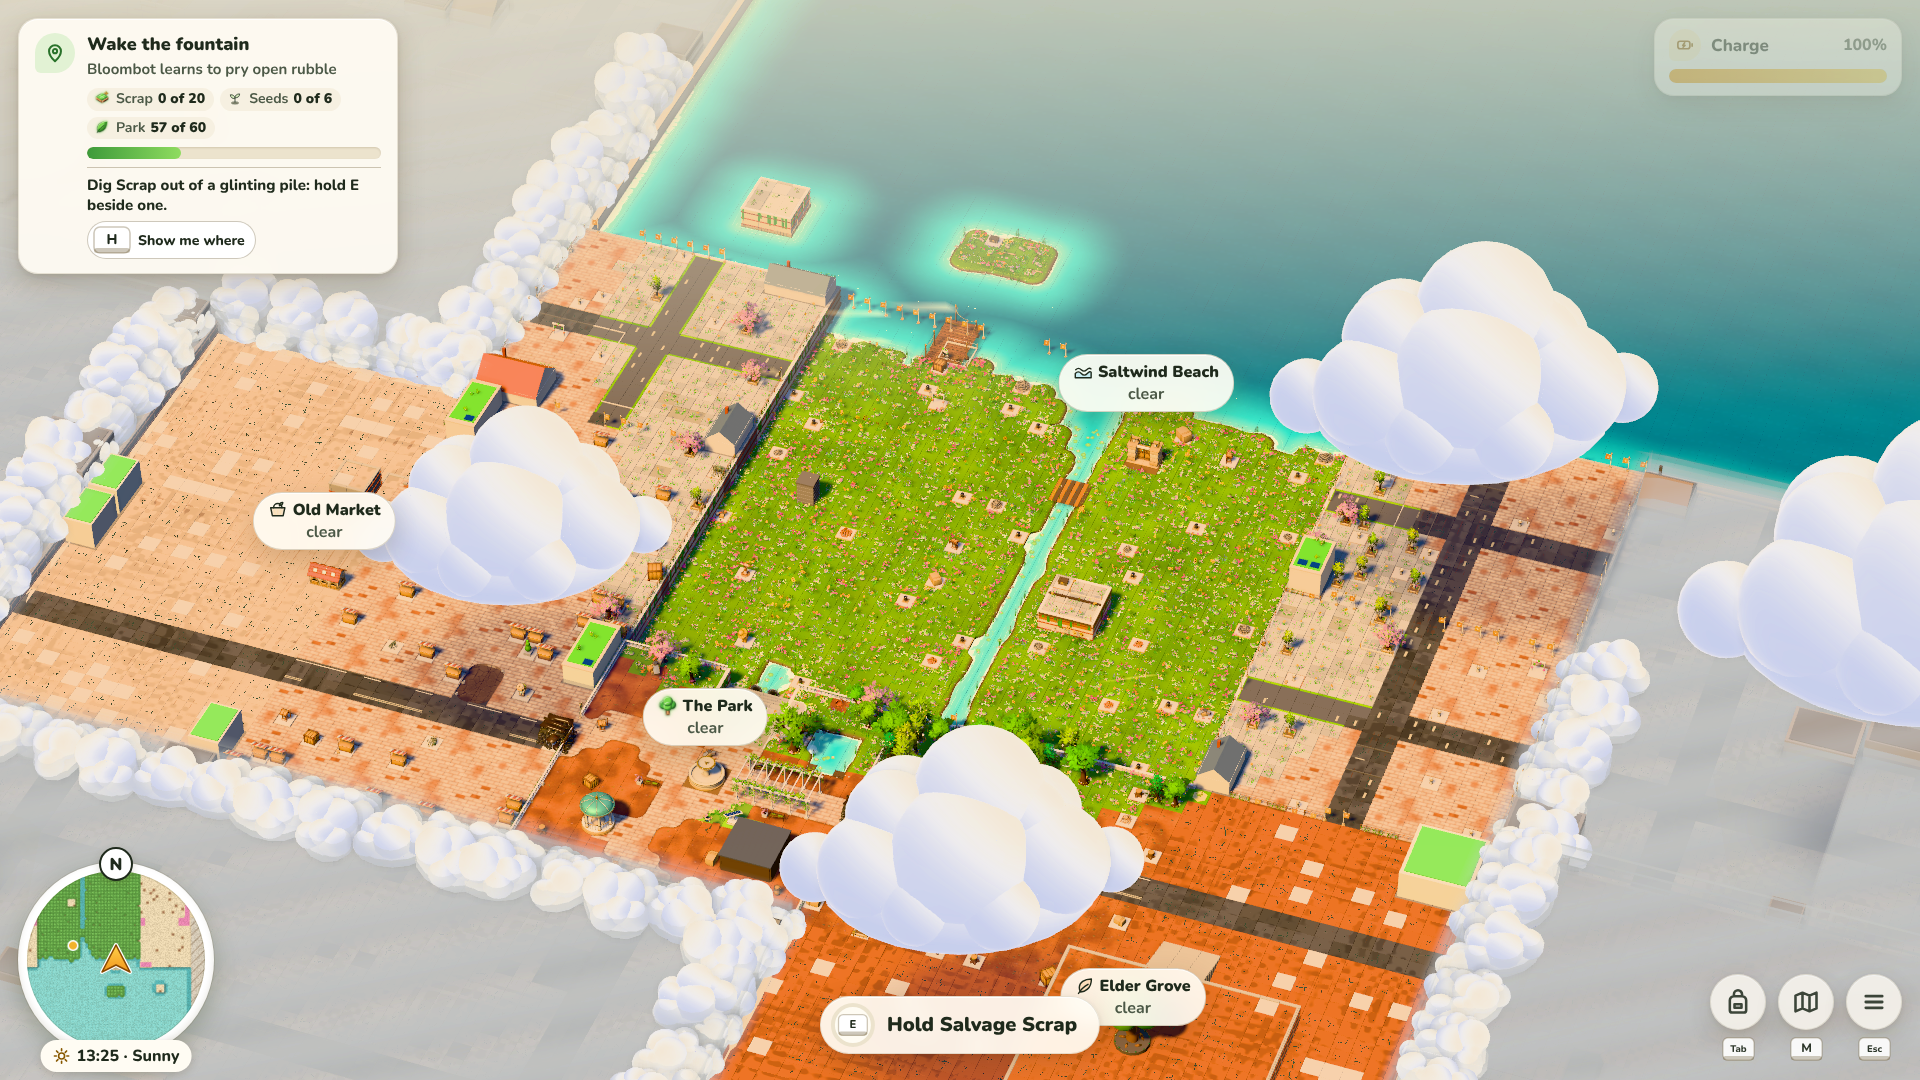 Wake the fountain
Bloombot learns to pry open rubble
Scrap 0 of 20
Seeds 0 of 6
Park 57 of 60
Dig Scrap out of a glinting pile: hold E
beside one.
H
Show me where
Charge
100%
Saltwind Beach
clear
Old Market
clear
The Park
clear
Elder Grove
clear
E
Hold Salvage Scrap
N
13:25 · Sunny
Tab
M
Esc